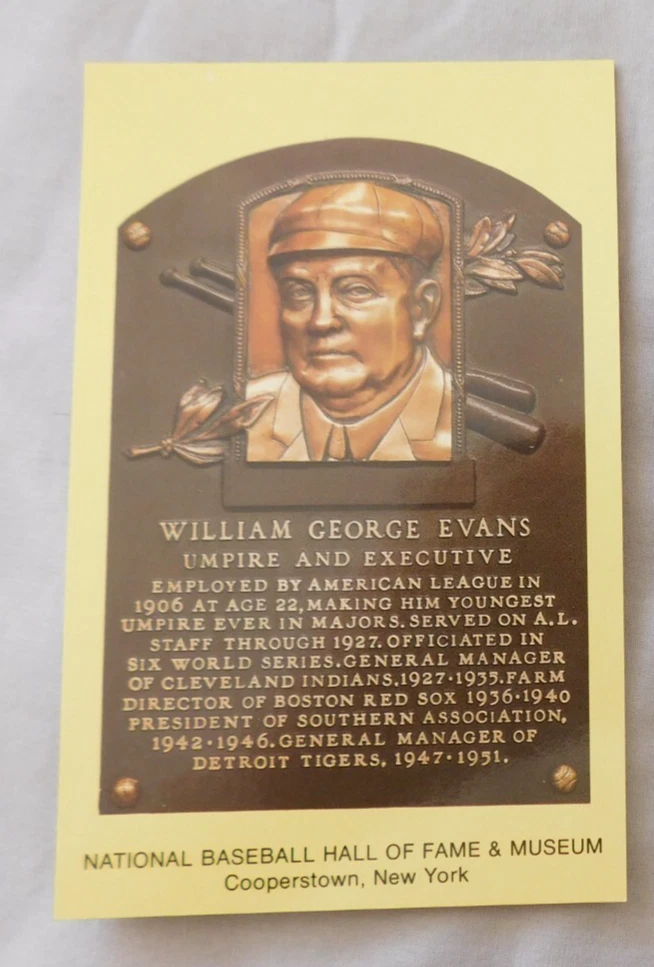 WILLIAM GEORGE EVANS
UMPIRE AND EXECUTIVE
EMPLOYED BY AMERICAN LEAGUE IN
1906 AT AGE 22, MAKING HIM YOUNGEST
UMPIRE EVER IN MAJORS. SERVED ON A.L.
STAFF THROUGH 1927. OFFICIATED IN
SIX WORLD SERIES. GENERAL MANAGER
OF CLEVELAND INDIANS, 1927·1935. FARM
DIRECTOR OF BOSTON RED SOX 1936·1940
PRESIDENT OF SOUTHERN ASSOCIATION,
1942·1946. GENERAL MANAGER OF
DETROIT TIGERS, 1947·1951.
NATIONAL BASEBALL HALL OF FAME & MUSEUM
Cooperstown, New York